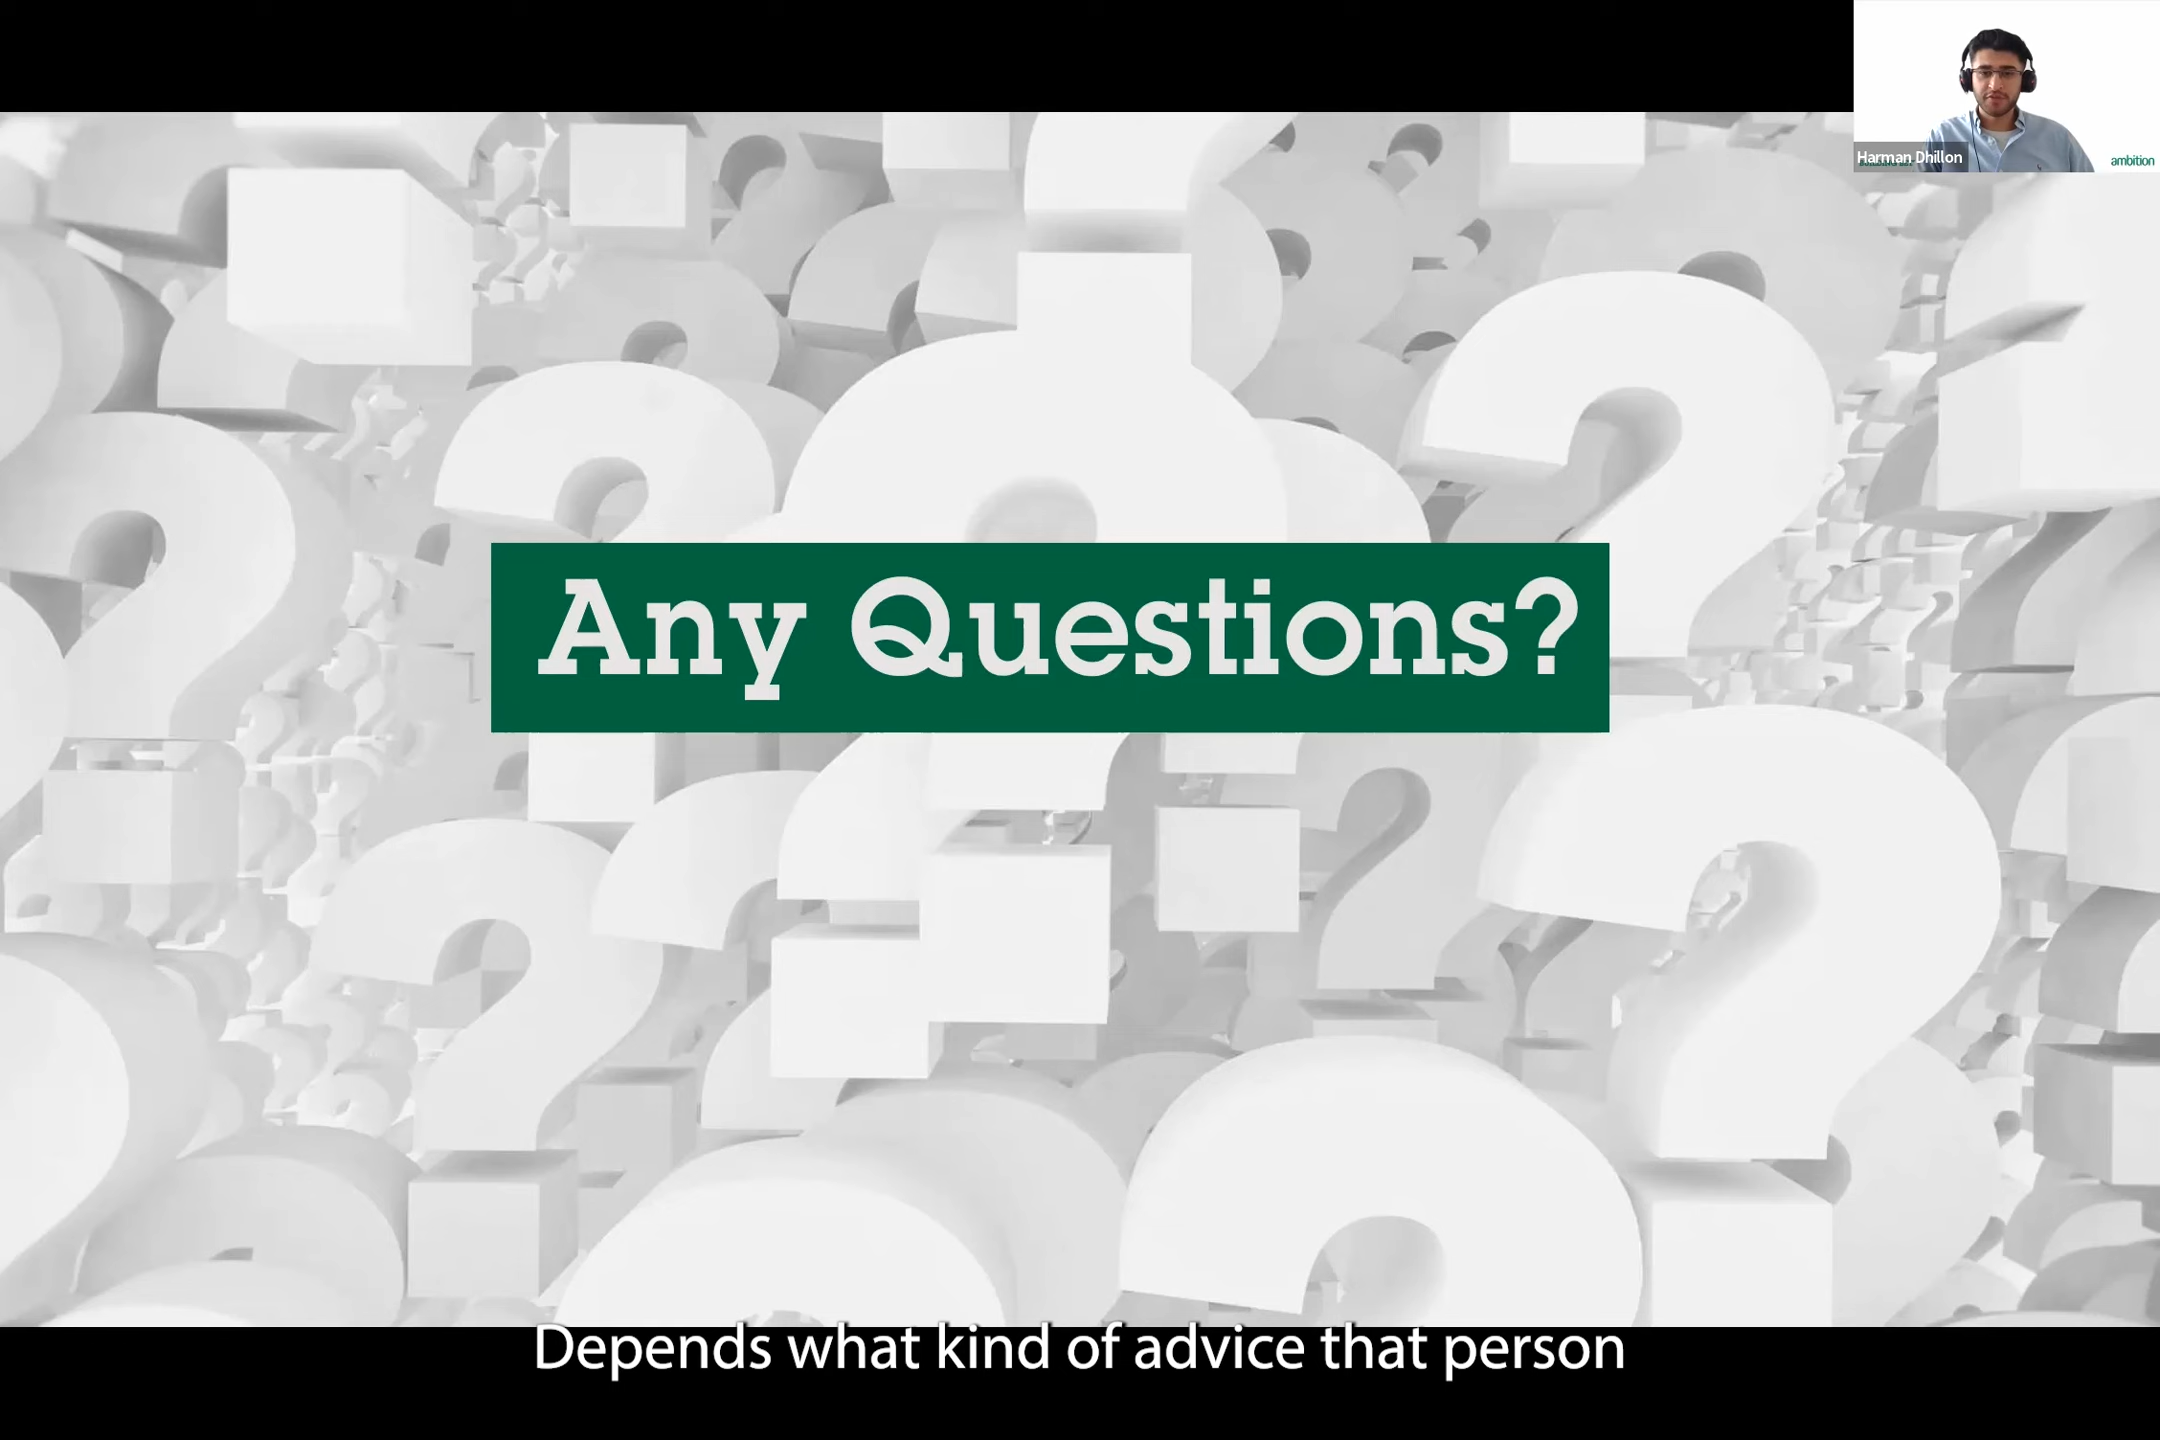 Harman Dhillon
ambition
Any Questions?
Depends what kind of advice that person